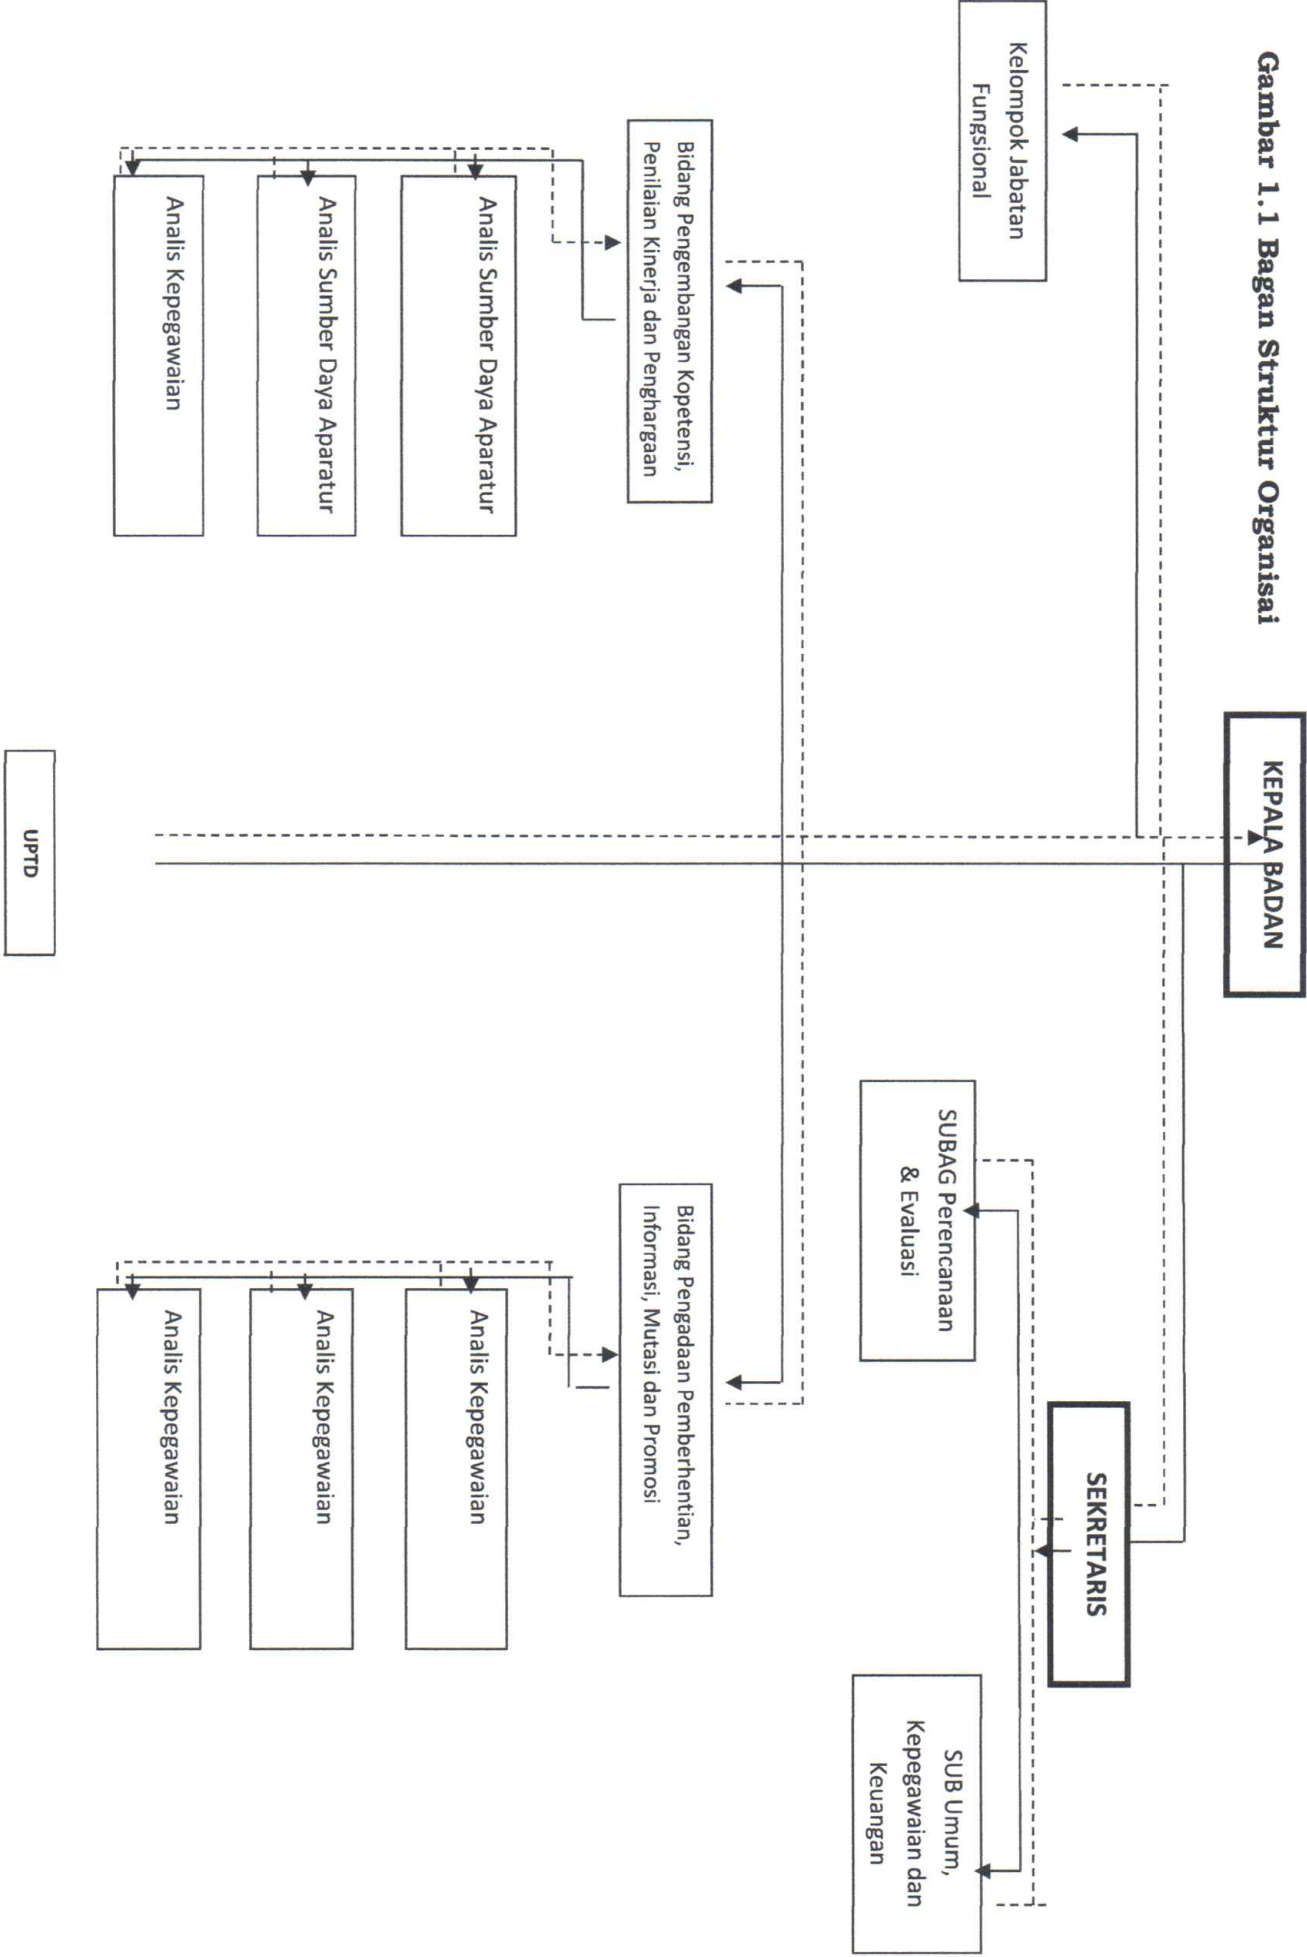 Gambar 1.1 Bagan Struktur Organisai
KEPALA BADAN
Kelompok Jabatan
Fungsional
SEKRETARIS
SUBAG Perencanaan
& Evaluasi
SUB Umum,
Kepegawaian dan
Keuangan
Bidang Pengembangan Kopetensi,
Penilaian Kinerja dan Penghargaan
Bidang Pengadaan Pemberhentian,
Informasi, Mutasi dan Promosi
Analis Sumber Daya Aparatur
Analis Sumber Daya Aparatur
Analis Kepegawaian
Analis Kepegawaian
Analis Kepegawaian
Analis Kepegawaian
UPTD